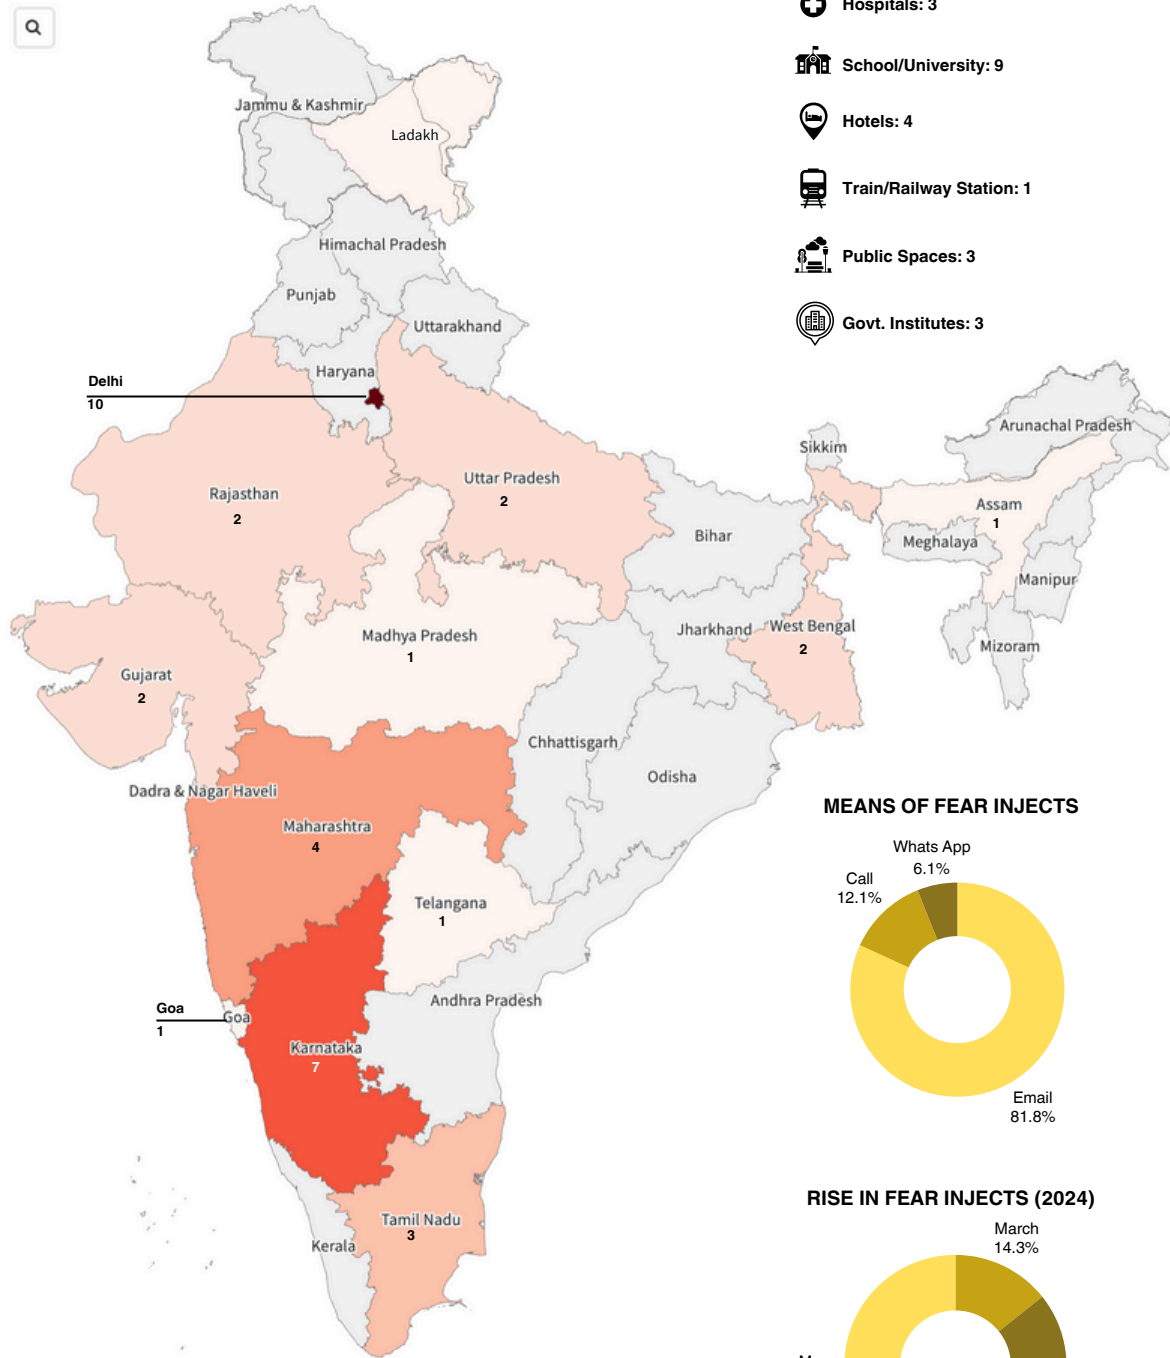 Hospitals: 3
School/University: 9
Hotels: 4
Train/Railway Station: 1
Public Spaces: 3
Govt. Institutes: 3
Jammu & Kashmir
Ladakh
Himachal Pradesh
Punjab
Uttarakhand
Haryana
Delhi
10
Arunachal Pradesh
Sikkim
Rajasthan
2
Uttar Pradesh
2
Assam
1
Bihar
Meghalaya
Manipur
Madhya Pradesh
1
Jharkhand
West Bengal
2
Mizoram
Gujarat
2
Chhattisgarh
Odisha
Dadra & Nagar Haveli
Maharashtra
4
Telangana
1
Andhra Pradesh
Goa
1
Goa
Karnataka
7
Tamil Nadu
3
Kerala
MEANS OF FEAR INJECTS
Whats App
6.1%
Call
12.1%
Email
81.8%
RISE IN FEAR INJECTS (2024)
March
14.3%